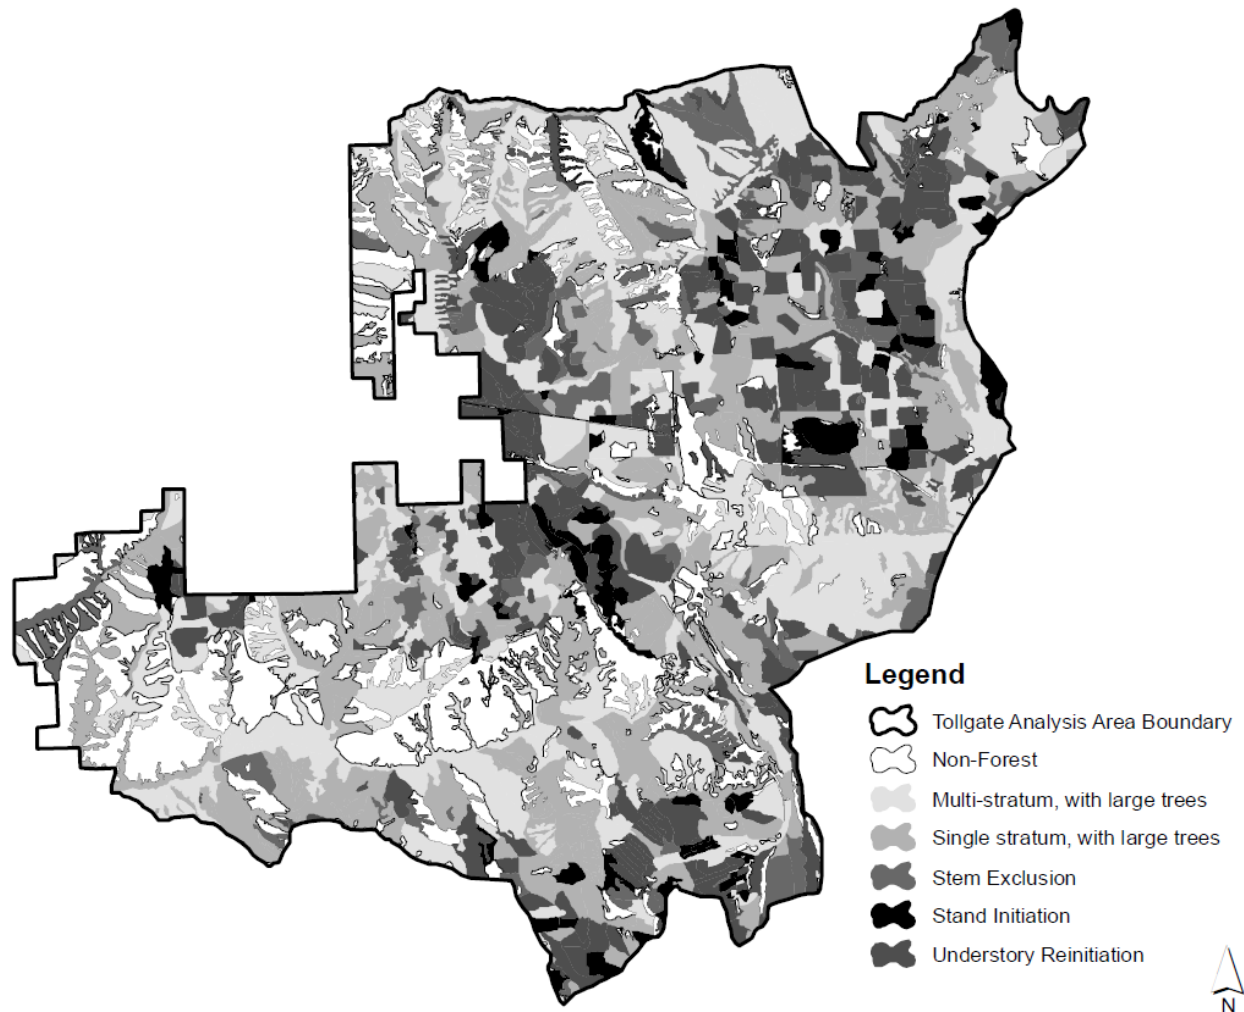 Legend
Tollgate Analysis Area Boundary
Non-Forest
Multi-stratum, with large trees
Single stratum, with large trees
Stem Exclusion
Stand Initiation
Understory Reinitiation
N